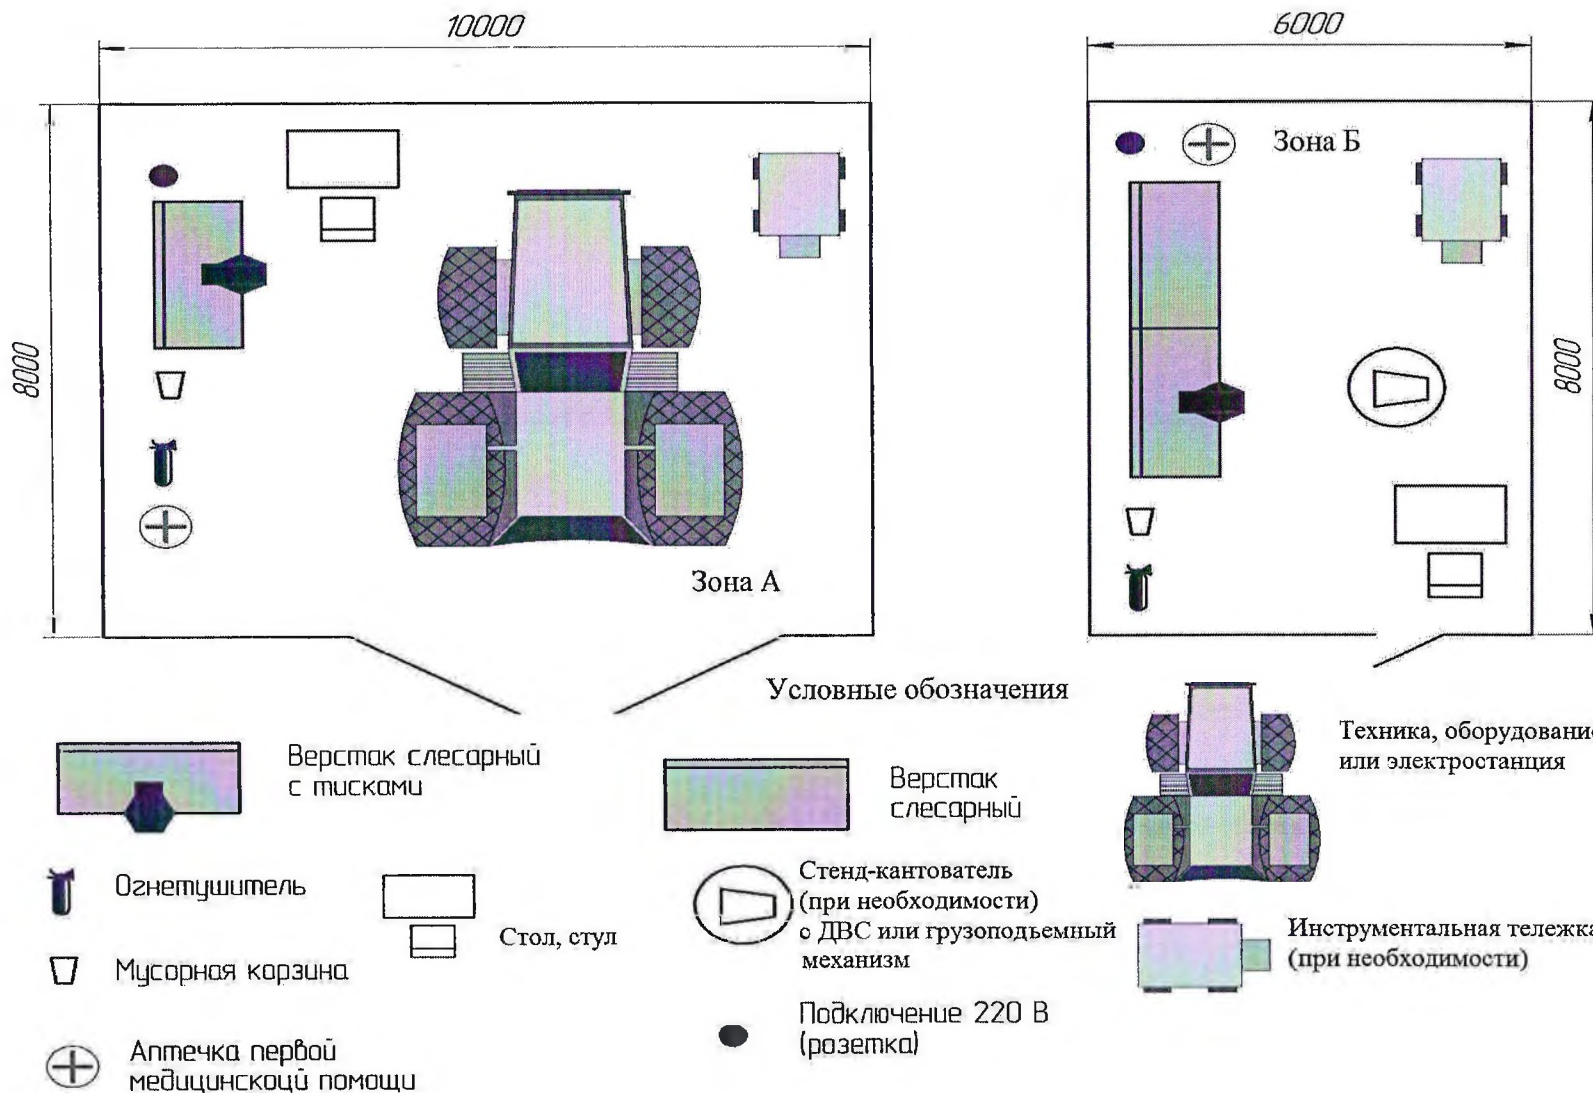 10000
6000
Зона Б
8000
8000
Зона А
Условные обозначения
Верстак слесарный
с тисками
Верстак
слесарный
Техника, оборудование
или электростанция
Огнетушитель
Стол, стул
Стенд-кантователь
(при необходимости)
с ДВС или грузоподъемный
механизм
Инструментальная тележка
(при необходимости)
Мусорная корзина
Подключение 220 В
(розетка)
Аптечка первой
медицинскоци помощи